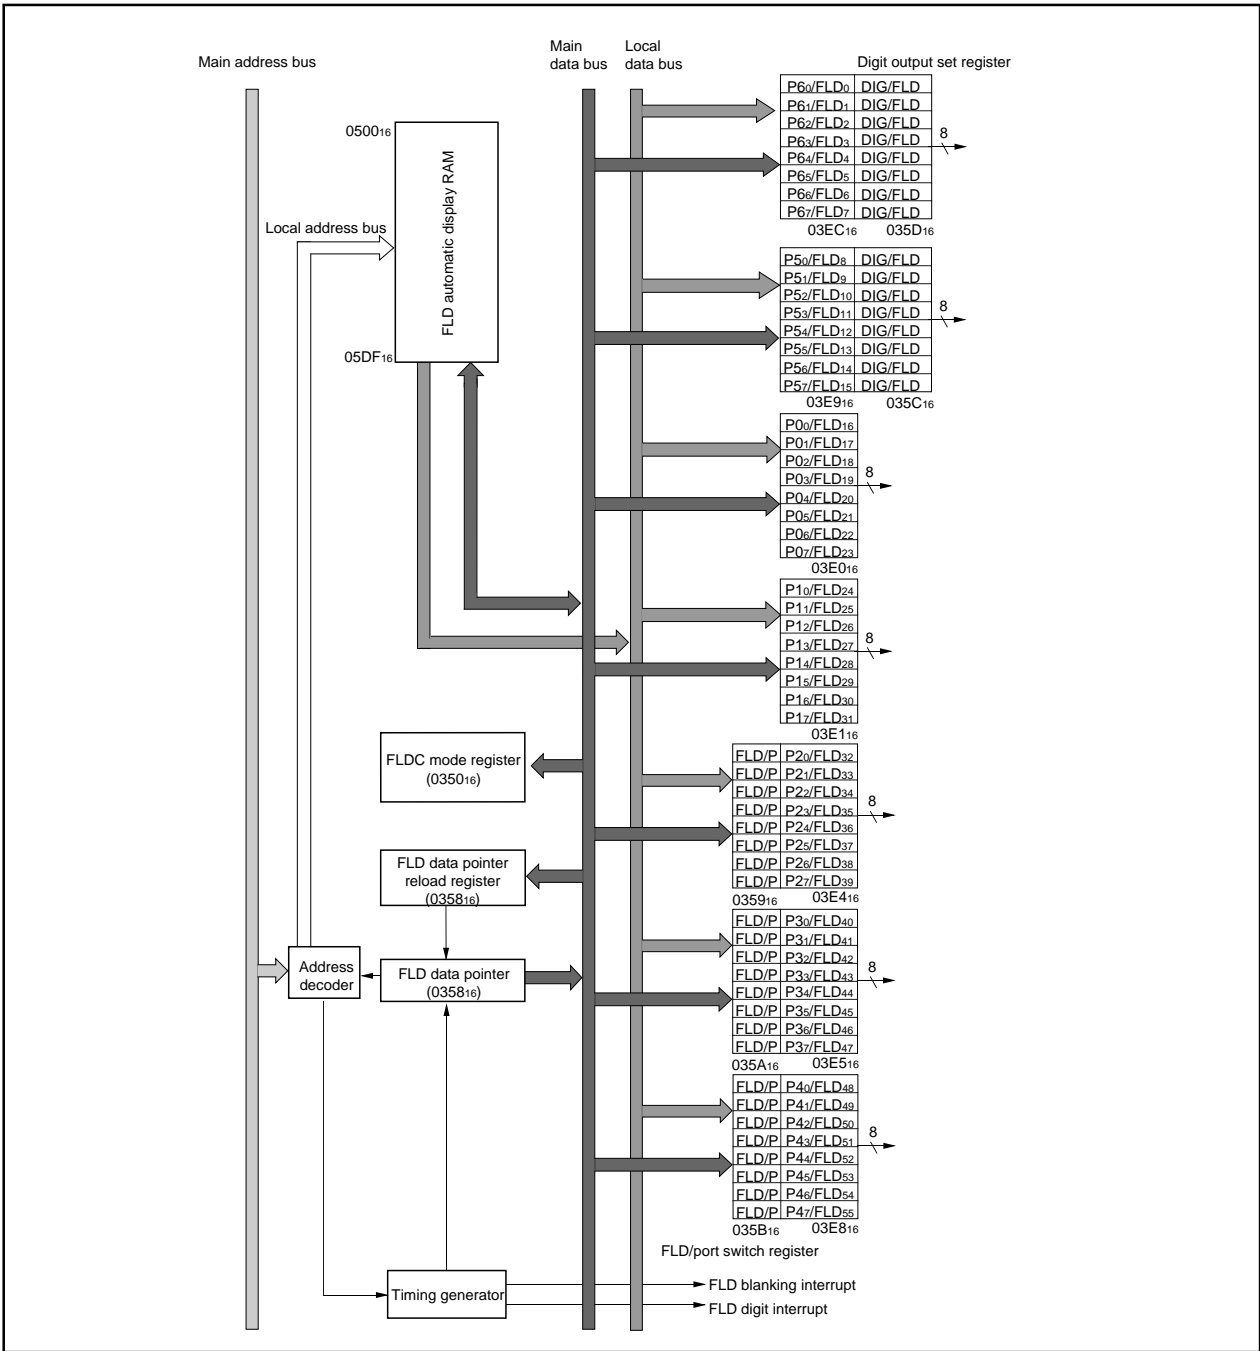 Main address bus
Main
data bus
Local
data bus
Digit output set register
0500₁₆
FLD automatic display RAM
05DF₁₆
Local address bus
P6₀/FLD₀ DIG/FLD
P6₁/FLD₁ DIG/FLD
P6₂/FLD₂ DIG/FLD
P6₃/FLD₃ DIG/FLD
P6₄/FLD₄ DIG/FLD
P6₅/FLD₅ DIG/FLD
P6₆/FLD₆ DIG/FLD
P6₇/FLD₇ DIG/FLD
8
03EC₁₆ 035D₁₆
P5₀/FLD₈ DIG/FLD
P5₁/FLD₉ DIG/FLD
P5₂/FLD₁₀ DIG/FLD
P5₃/FLD₁₁ DIG/FLD
P5₄/FLD₁₂ DIG/FLD
P5₅/FLD₁₃ DIG/FLD
P5₆/FLD₁₄ DIG/FLD
P5₇/FLD₁₅ DIG/FLD
8
03E9₁₆ 035C₁₆
P0₀/FLD₁₆
P0₁/FLD₁₇
P0₂/FLD₁₈
P0₃/FLD₁₉
P0₄/FLD₂₀
P0₅/FLD₂₁
P0₆/FLD₂₂
P0₇/FLD₂₃
8
03E0₁₆
P1₀/FLD₂₄
P1₁/FLD₂₅
P1₂/FLD₂₆
P1₃/FLD₂₇
P1₄/FLD₂₈
P1₅/FLD₂₉
P1₆/FLD₃₀
P1₇/FLD₃₁
8
03E1₁₆
FLDC mode register
(0350₁₆)
FLD/P P2₀/FLD₃₂
FLD/P P2₁/FLD₃₃
FLD/P P2₂/FLD₃₄
FLD/P P2₃/FLD₃₅
FLD/P P2₄/FLD₃₆
FLD/P P2₅/FLD₃₇
FLD/P P2₆/FLD₃₈
FLD/P P2₇/FLD₃₉
8
0359₁₆ 03E4₁₆
FLD data pointer
reload register
(0358₁₆)
Address
decoder
FLD data pointer
(0358₁₆)
FLD/P P3₀/FLD₄₀
FLD/P P3₁/FLD₄₁
FLD/P P3₂/FLD₄₂
FLD/P P3₃/FLD₄₃
FLD/P P3₄/FLD₄₄
FLD/P P3₅/FLD₄₅
FLD/P P3₆/FLD₄₆
FLD/P P3₇/FLD₄₇
8
035A₁₆ 03E5₁₆
FLD/P P4₀/FLD₄₈
FLD/P P4₁/FLD₄₉
FLD/P P4₂/FLD₅₀
FLD/P P4₃/FLD₅₁
FLD/P P4₄/FLD₅₂
FLD/P P4₅/FLD₅₃
FLD/P P4₆/FLD₅₄
FLD/P P4₇/FLD₅₅
8
035B₁₆ 03E8₁₆
FLD/port switch register
Timing generator
FLD blanking interrupt
FLD digit interrupt